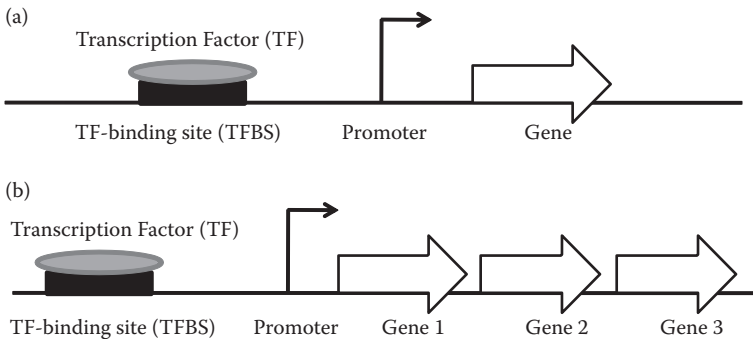 (a)
Transcription Factor (TF)
TF-binding site (TFBS)
Promoter
Gene
(b)
Transcription Factor (TF)
TF-binding site (TFBS)
Promoter
Gene 1
Gene 2
Gene 3